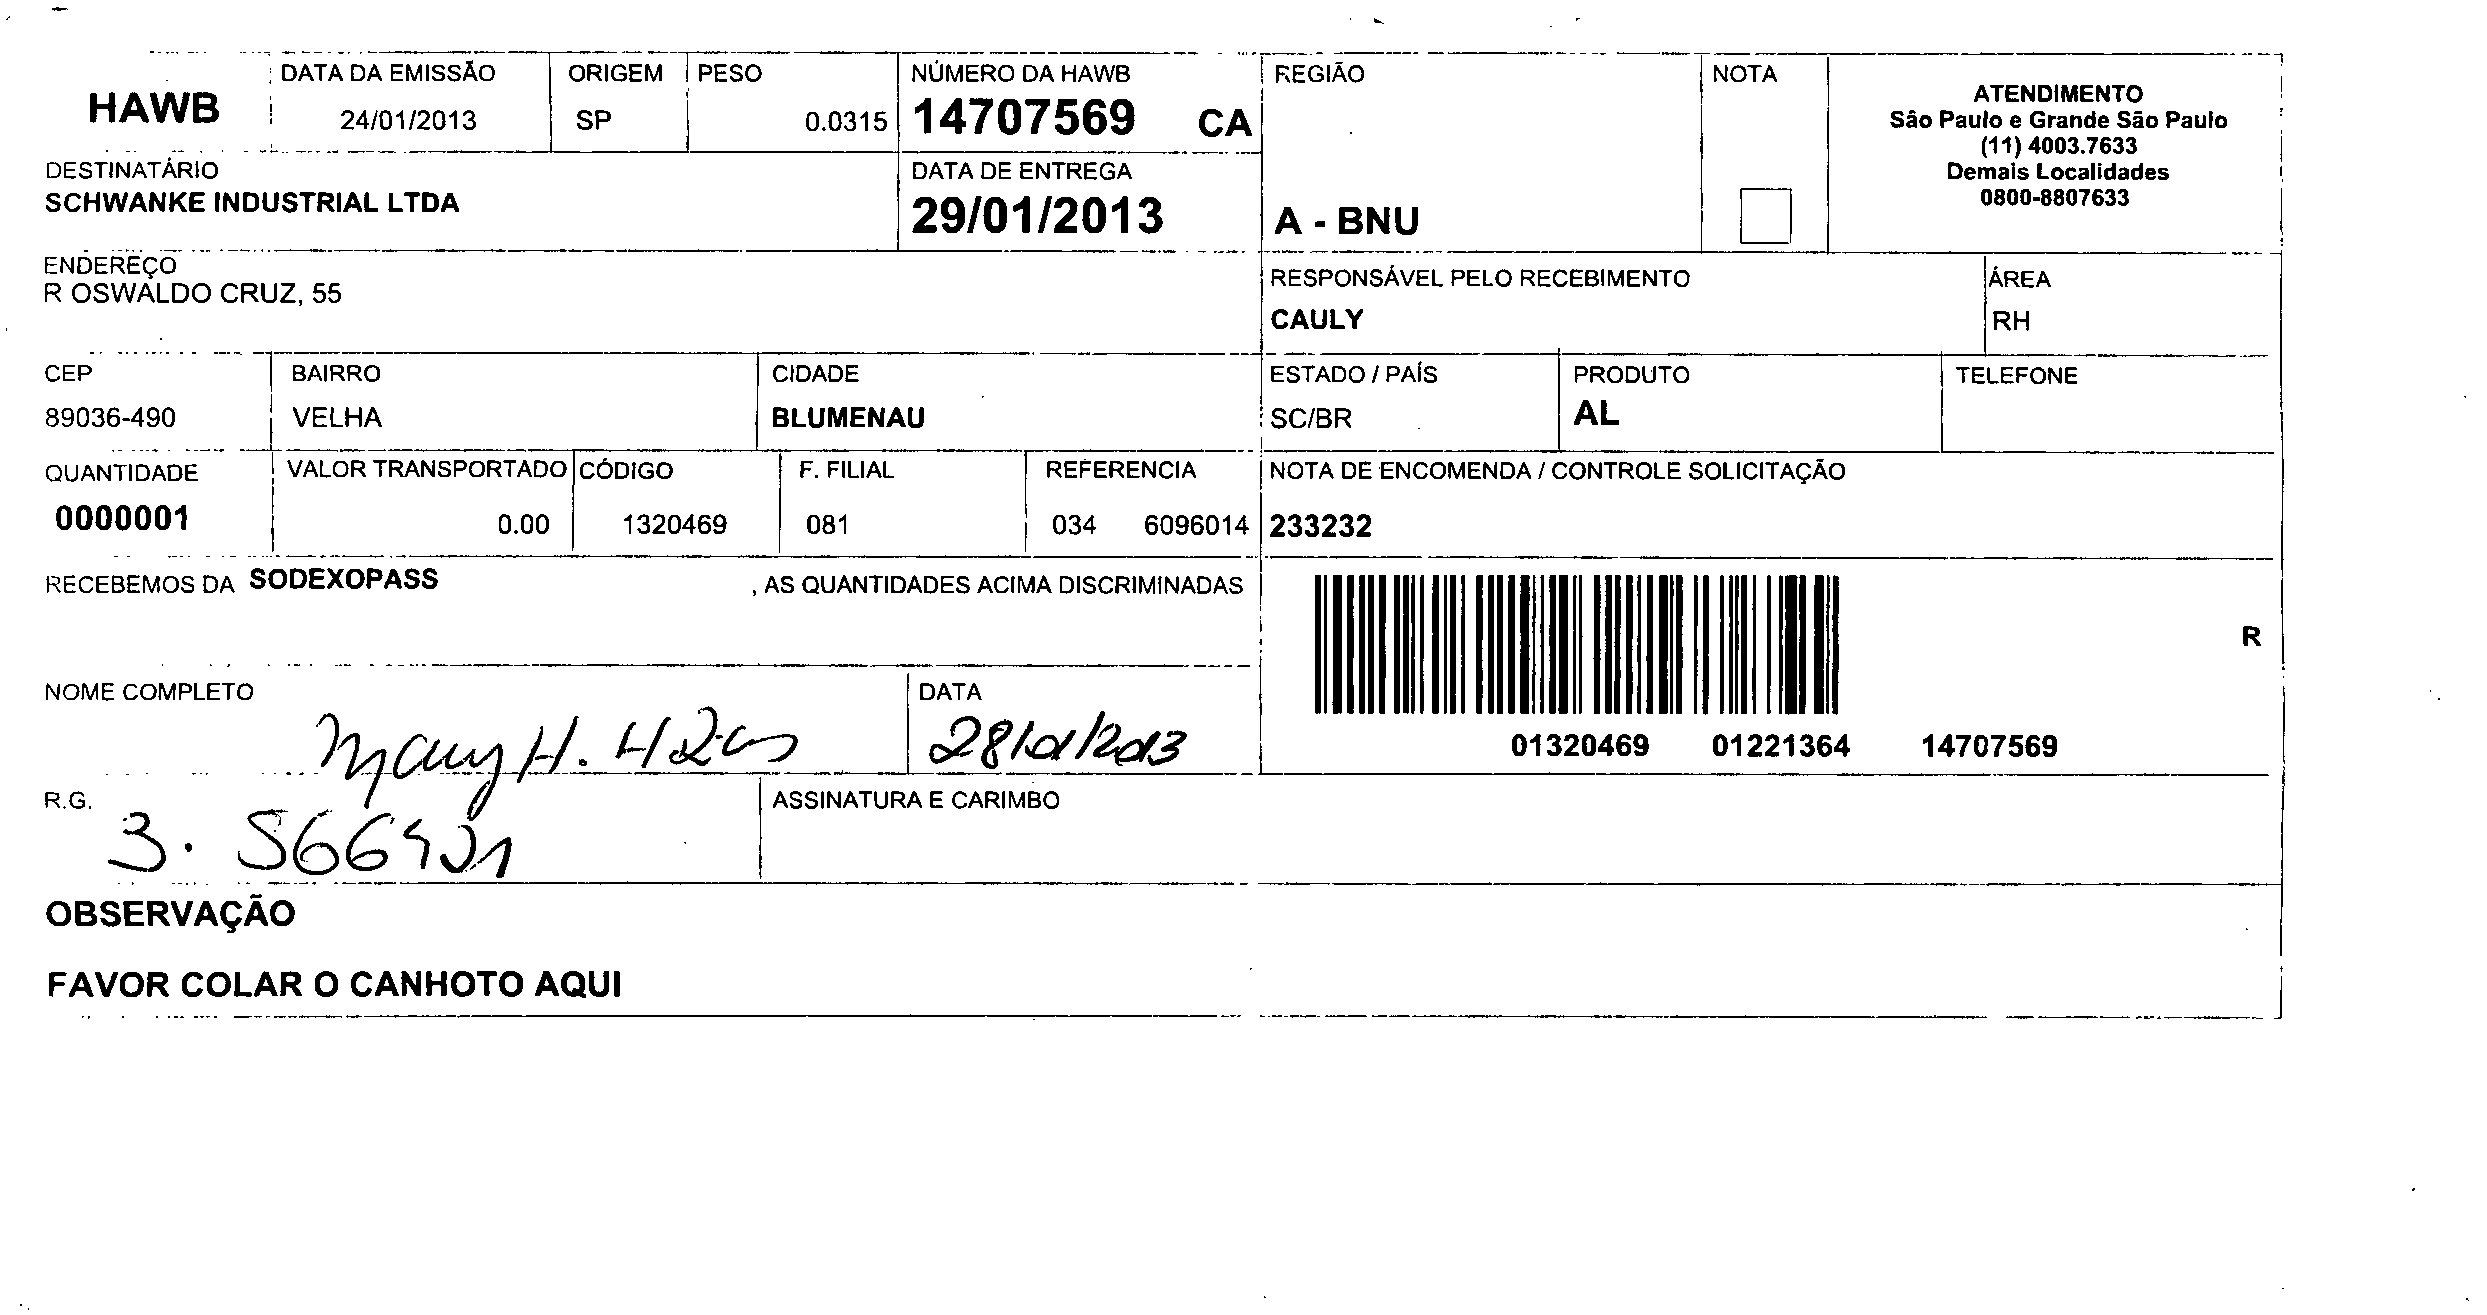 HAWB
DATA DA EMISSÃO
24/01/2013
ORIGEM
SP
PESO
0.0315
NÚMERO DA HAWB
14707569 CA
REGIÃO
A - BNU
NOTA
ATENDIMENTO
São Paulo e Grande São Paulo
(11) 4003.7633
Demais Localidades
0800-8807633
DESTINATÁRIO
SCHWANKE INDUSTRIAL LTDA
DATA DE ENTREGA
29/01/2013
ENDEREÇO
R OSWALDO CRUZ, 55
RESPONSÁVEL PELO RECEBIMENTO
CAULY
ÁREA
RH
CEP
89036-490
BAIRRO
VELHA
CIDADE
BLUMENAU
ESTADO / PAÍS
SC/BR
PRODUTO
AL
TELEFONE
QUANTIDADE
0000001
VALOR TRANSPORTADO
0.00
CÓDIGO
1320469
F. FILIAL
081
REFERENCIA
034 6096014
NOTA DE ENCOMENDA / CONTROLE SOLICITAÇÃO
233232
RECEBEMOS DA SODEXOPASS , AS QUANTIDADES ACIMA DISCRIMINADAS
R
01320469 01221364 14707569
NOME COMPLETO
H.
DATA
28/01/2013
R.G.
ASSINATURA E CARIMBO
OBSERVAÇÃO
FAVOR COLAR O CANHOTO AQUI